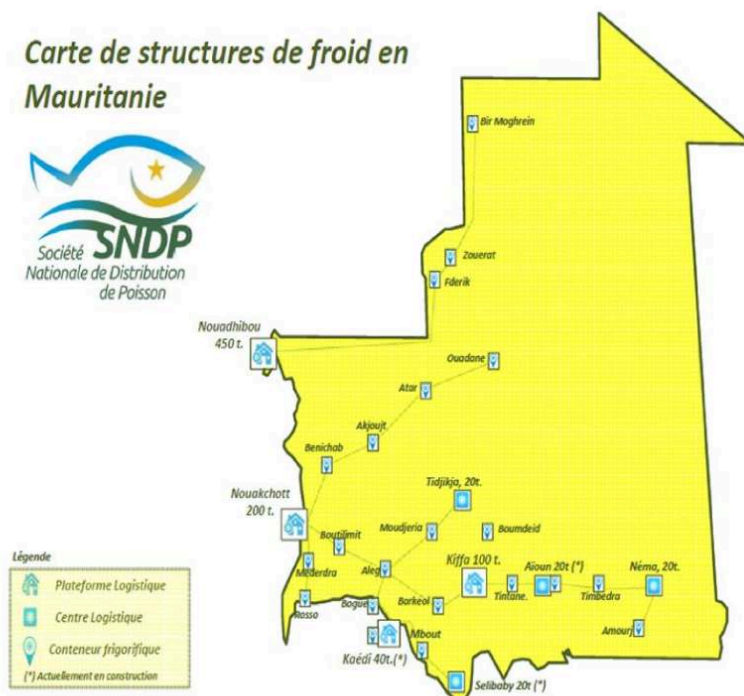 Carte de structures de froid en
Mauritanie
Société SNDP
Nationale de Distribution
de Poisson
Bir Moghrein
Zouerat
Fderik
Nouadhibou
450 t.
Ouadane
Atar
Akjoujt
Benichab
Nouakchott
200 t.
Tidjikja, 20t.
Moudjeria
Boumdeid
Boutilimit
Mederdra
Aleg
Kiffa 100 t.
Aïoun 20t (*)
Néma, 20t.
Tintane.
Timbedra
Rosso
Bogue
Barkéol
Amourj
Mbout
Kaédi 40t.(*)
Selibaby 20t (*)
Légende
Plateforme Logistique
Centre Logistique
Conteneur frigorifique
(*) Actuellement en construction